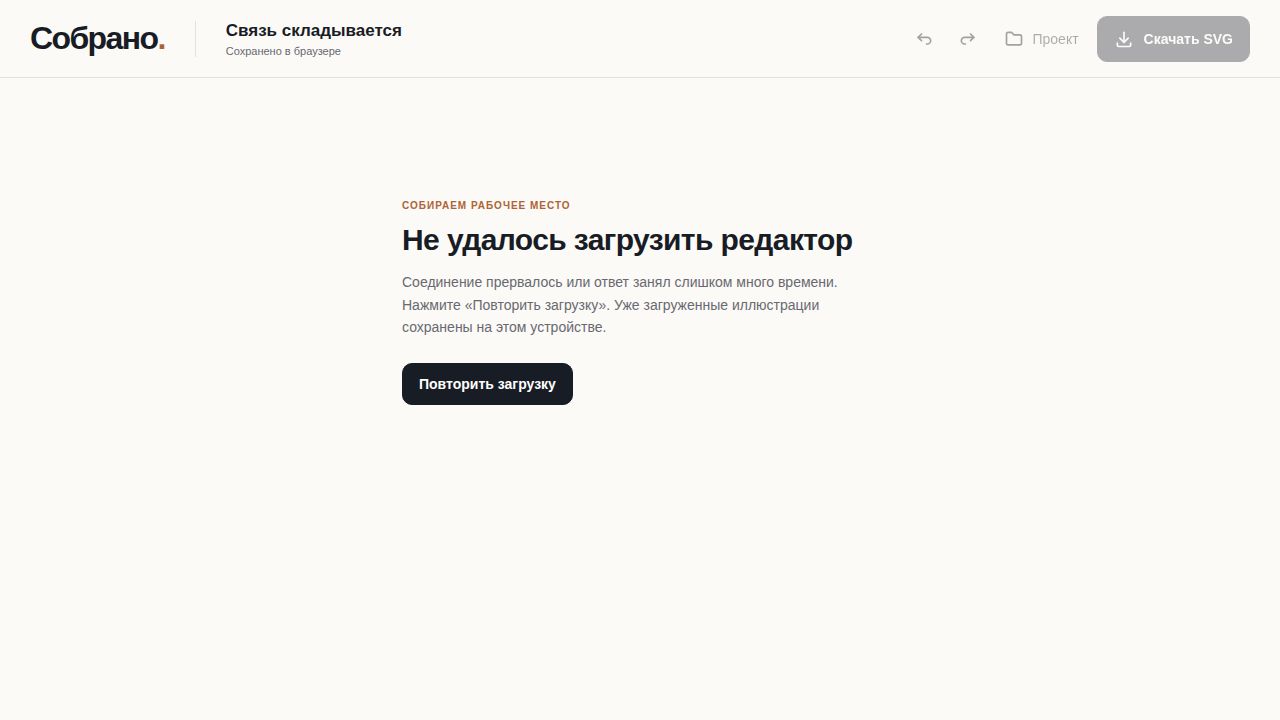 Собрано.
Связь складывается
Сохранено в браузере
Проект
Скачать SVG
СОБИРАЕМ РАБОЧЕЕ МЕСТО
Не удалось загрузить редактор
Соединение прервалось или ответ занял слишком много времени.
Нажмите «Повторить загрузку». Уже загруженные иллюстрации
сохранены на этом устройстве.
Повторить загрузку